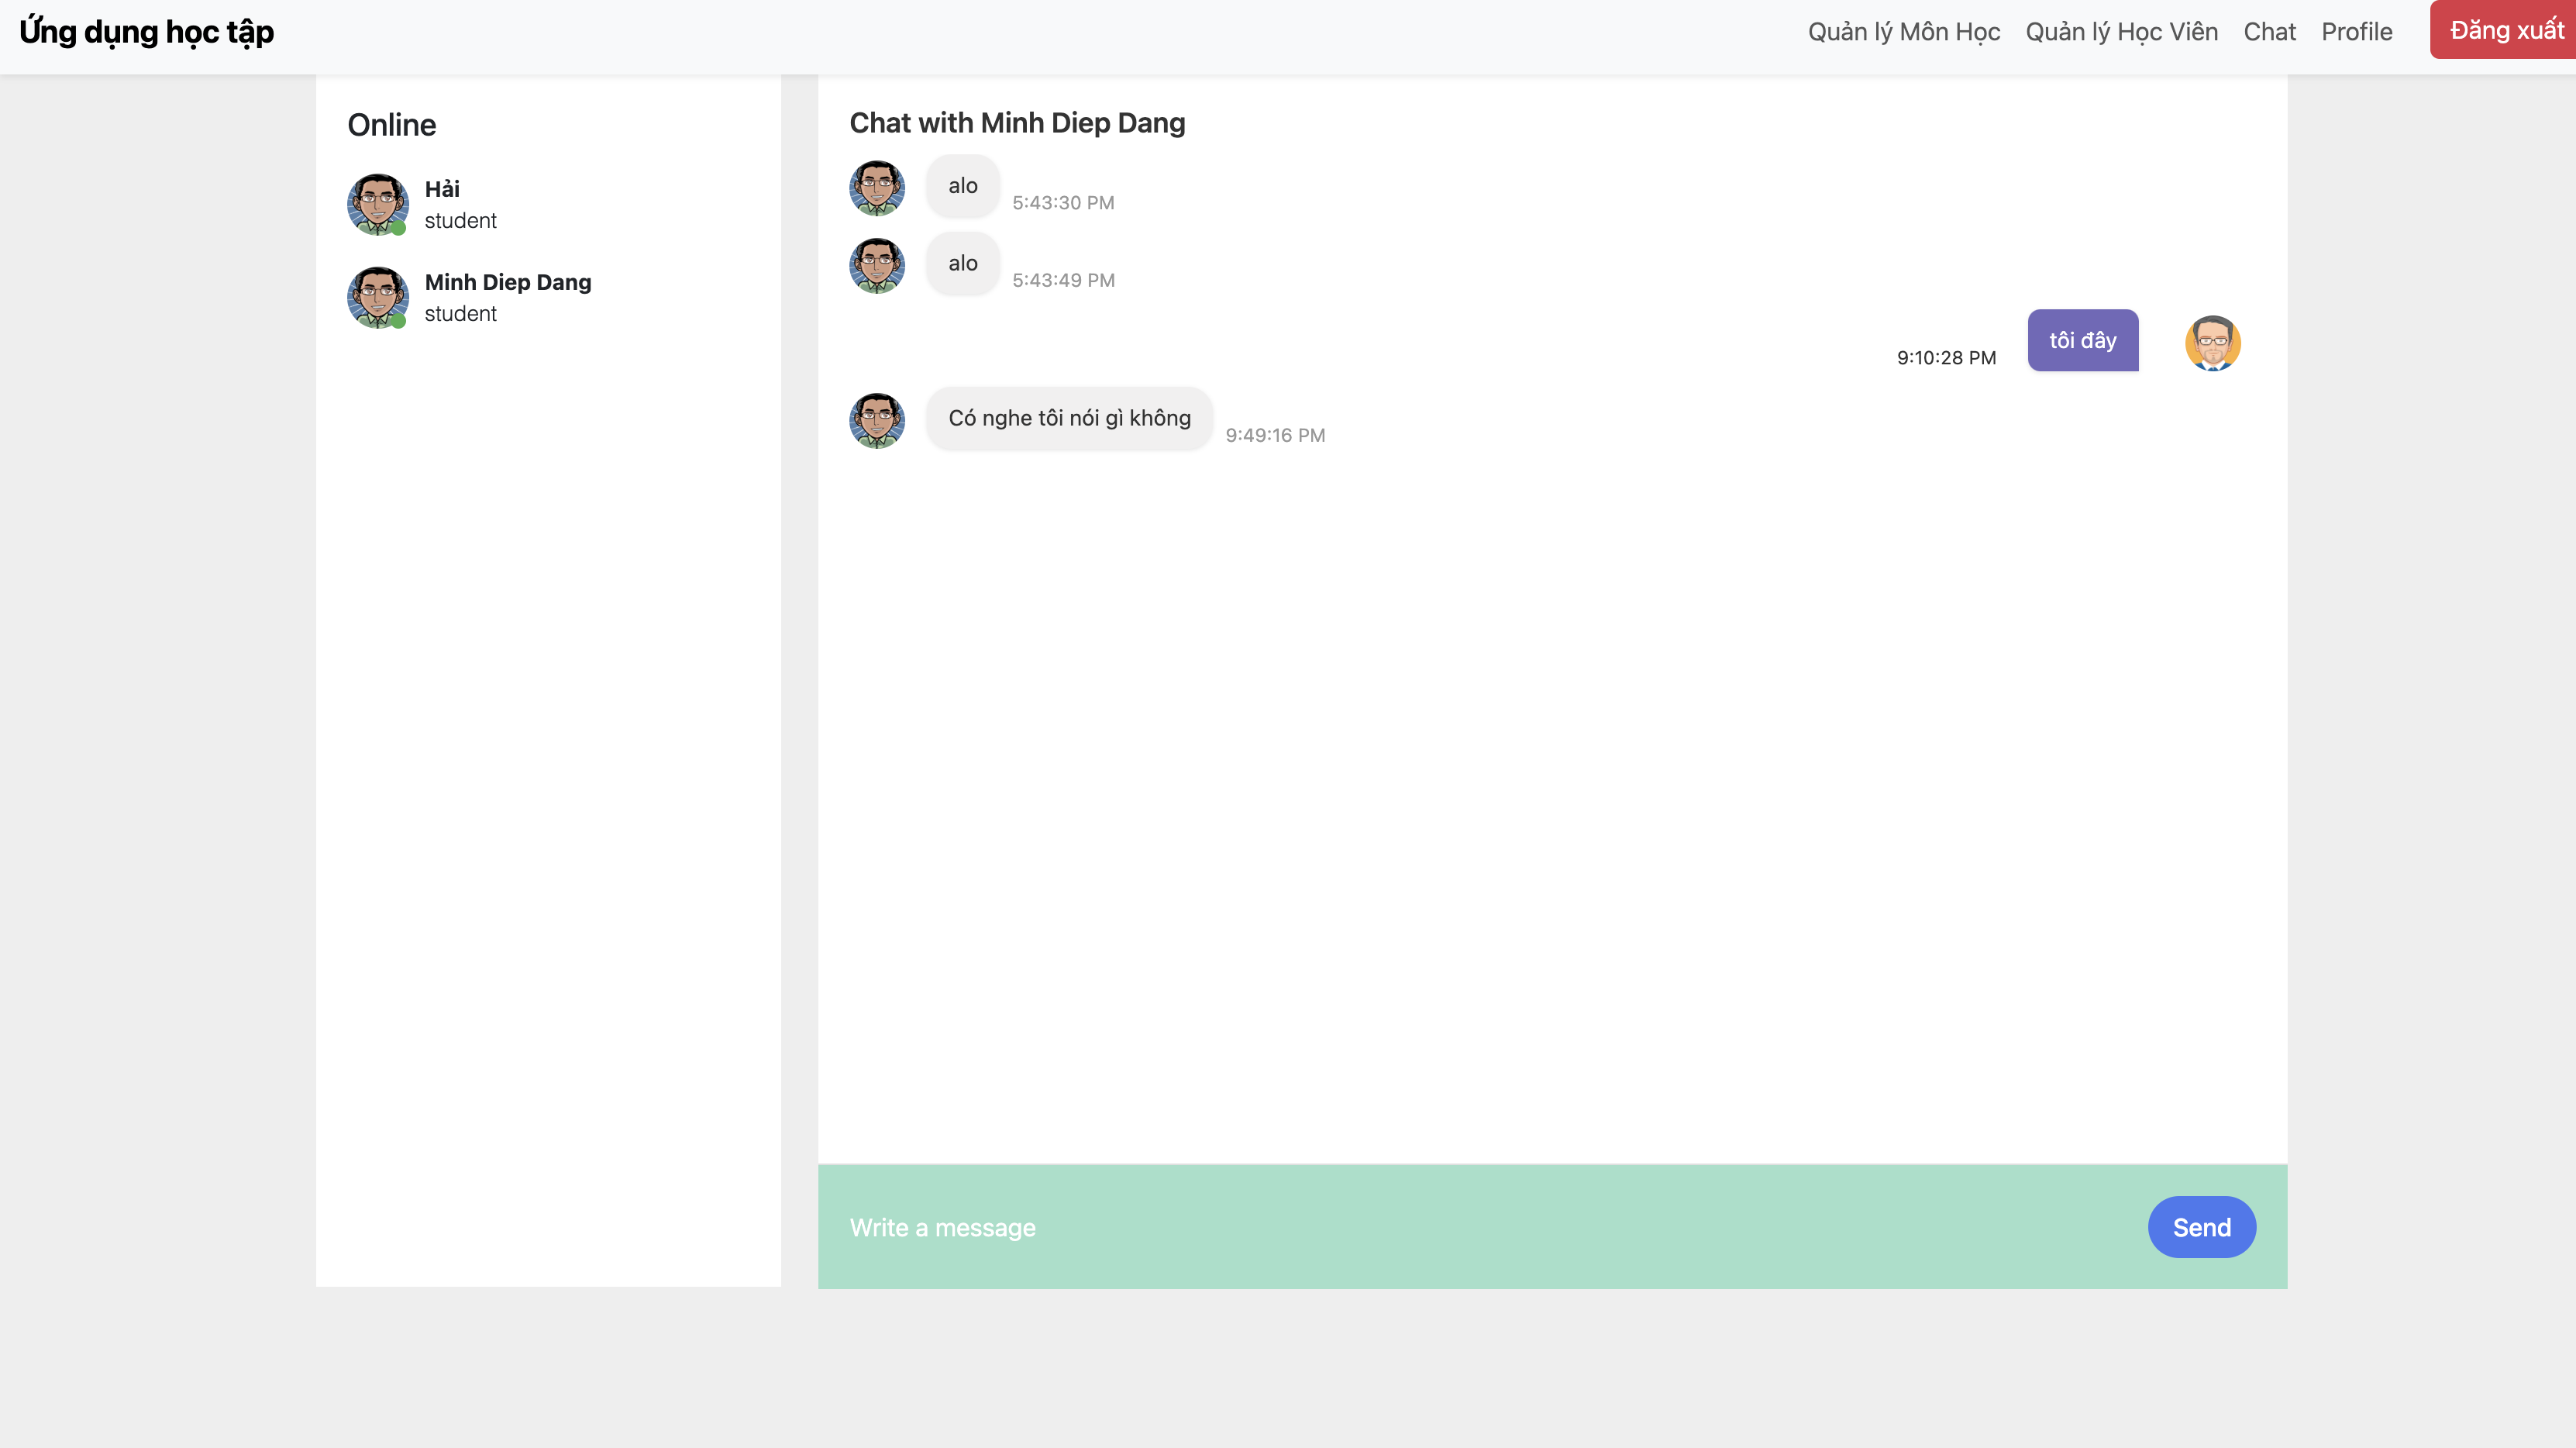 Ứng dụng học tập
Quản lý Môn Học
Quản lý Học Viên
Chat
Profile
Đăng xuất
Online
Hải
student
Minh Diep Dang
student
Chat with Minh Diep Dang
alo
5:43:30 PM
alo
5:43:49 PM
9:10:28 PM
tôi đây
Có nghe tôi nói gì không
9:49:16 PM
Write a message
Send